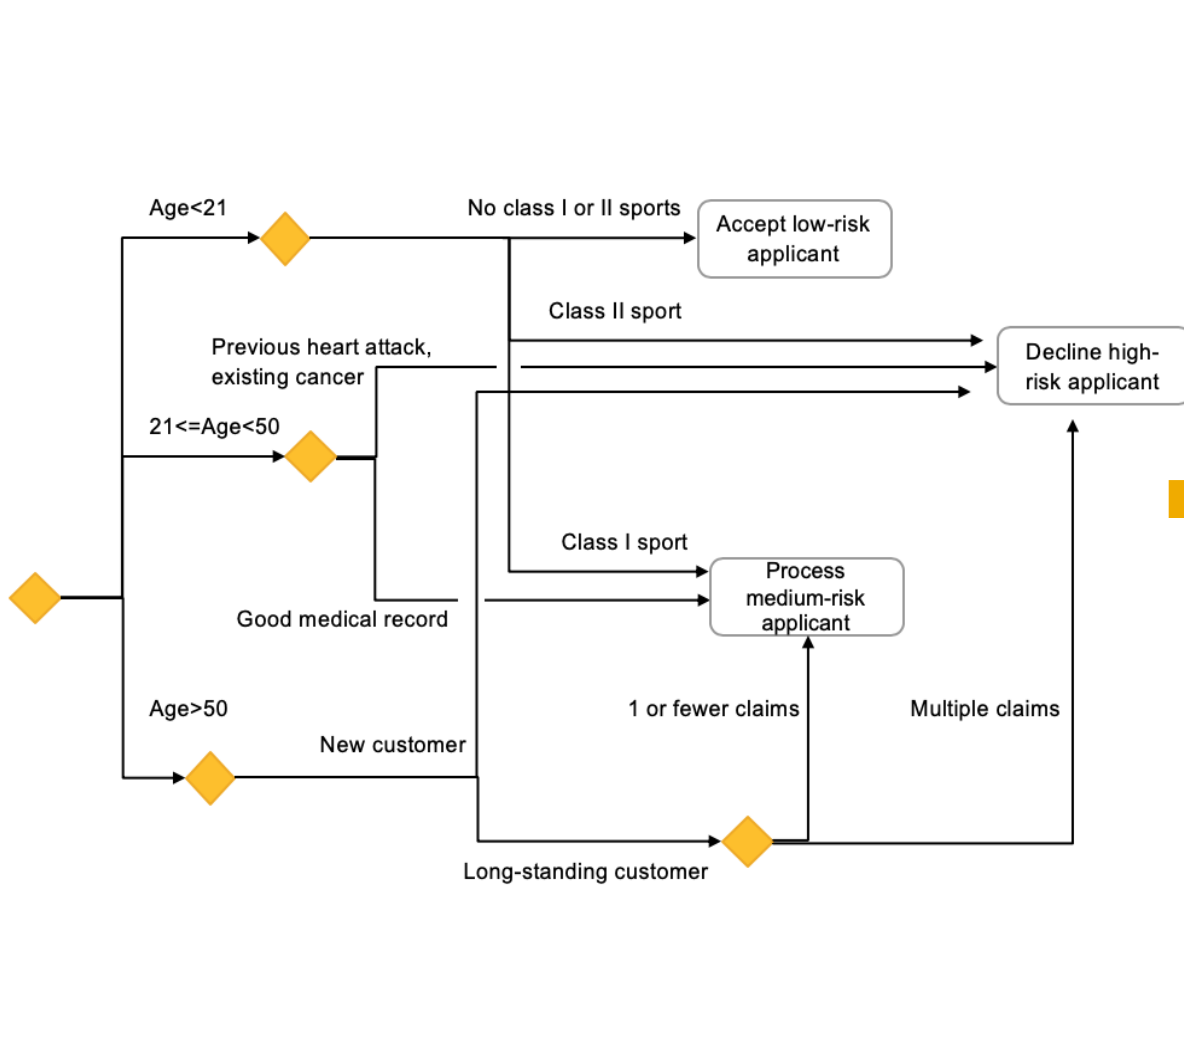 Age<21
No class I or II sports
Accept low-risk
applicant
Class II sport
Previous heart attack,
existing cancer
Decline high-
risk applicant
21<=Age<50
Class I sport
Process
medium-risk
applicant
Good medical record
Age>50
1 or fewer claims
Multiple claims
New customer
Long-standing customer